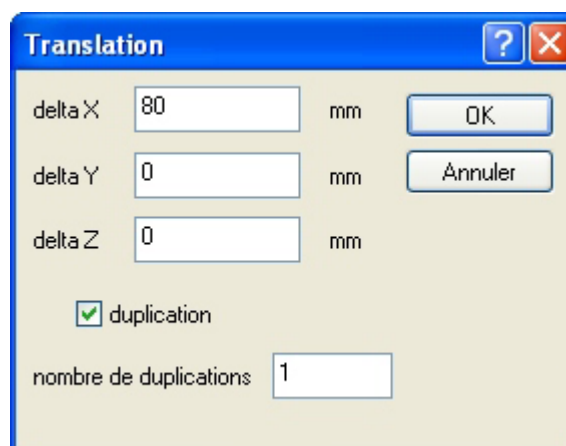 Translation
delta X 80 mm OK
delta Y 0 mm Annuler
delta Z 0 mm
duplication
nombre de duplications 1